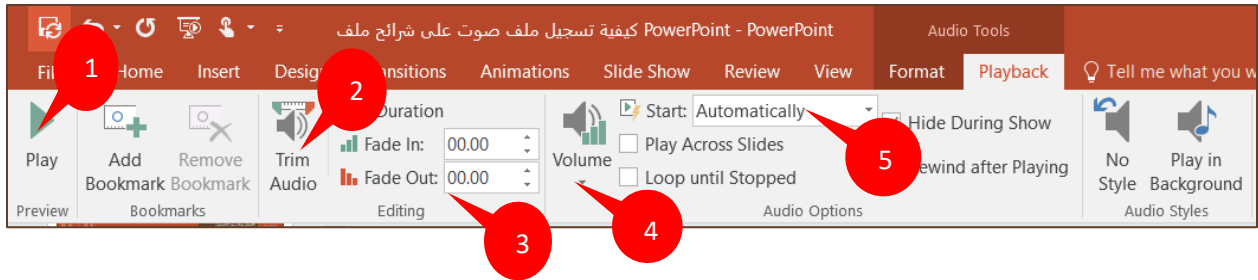 كيفية تسجيل ملف صوت على شرائح ملف PowerPoint - PowerPoint
Audio Tools
Home Insert Transitions Animations Slide Show Review View Format Playback Tell me what you
1
2
3
4
5
Play
Preview
Add Bookmark
Remove Bookmark
Bookmarks
Trim Audio
Duration
Fade In: 00.00
Fade Out: 00.00
Editing
Volume
Start: Automatically
Play Across Slides
Loop until Stopped
Hide During Show
after Playing
Audio Options
No Style
Play in Background
Audio Styles